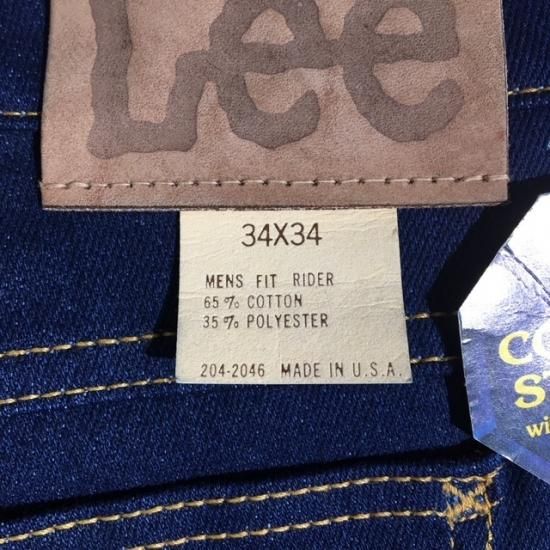 Lee
34X34
MENS FIT RIDER
65% COTTON
35% POLYESTER
204-2046 MADE IN U.S.A.